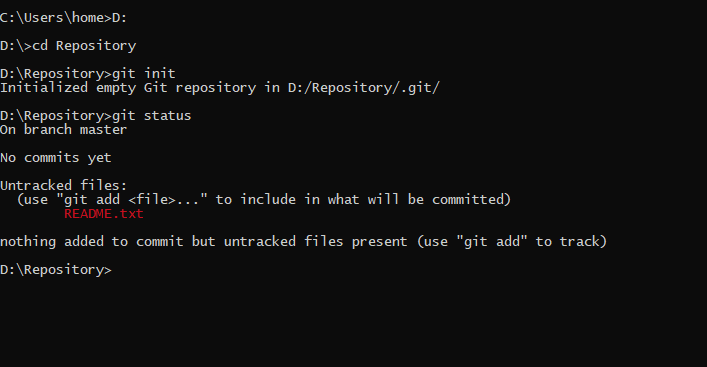 C:\Users\home>D:
D:\>cd Repository
D:\Repository>git init
Initialized empty Git repository in D:/Repository/.git/
D:\Repository>git status
On branch master
No commits yet
Untracked files:
  (use "git add <file>..." to include in what will be committed)
        README.txt
nothing added to commit but untracked files present (use "git add" to track)
D:\Repository>